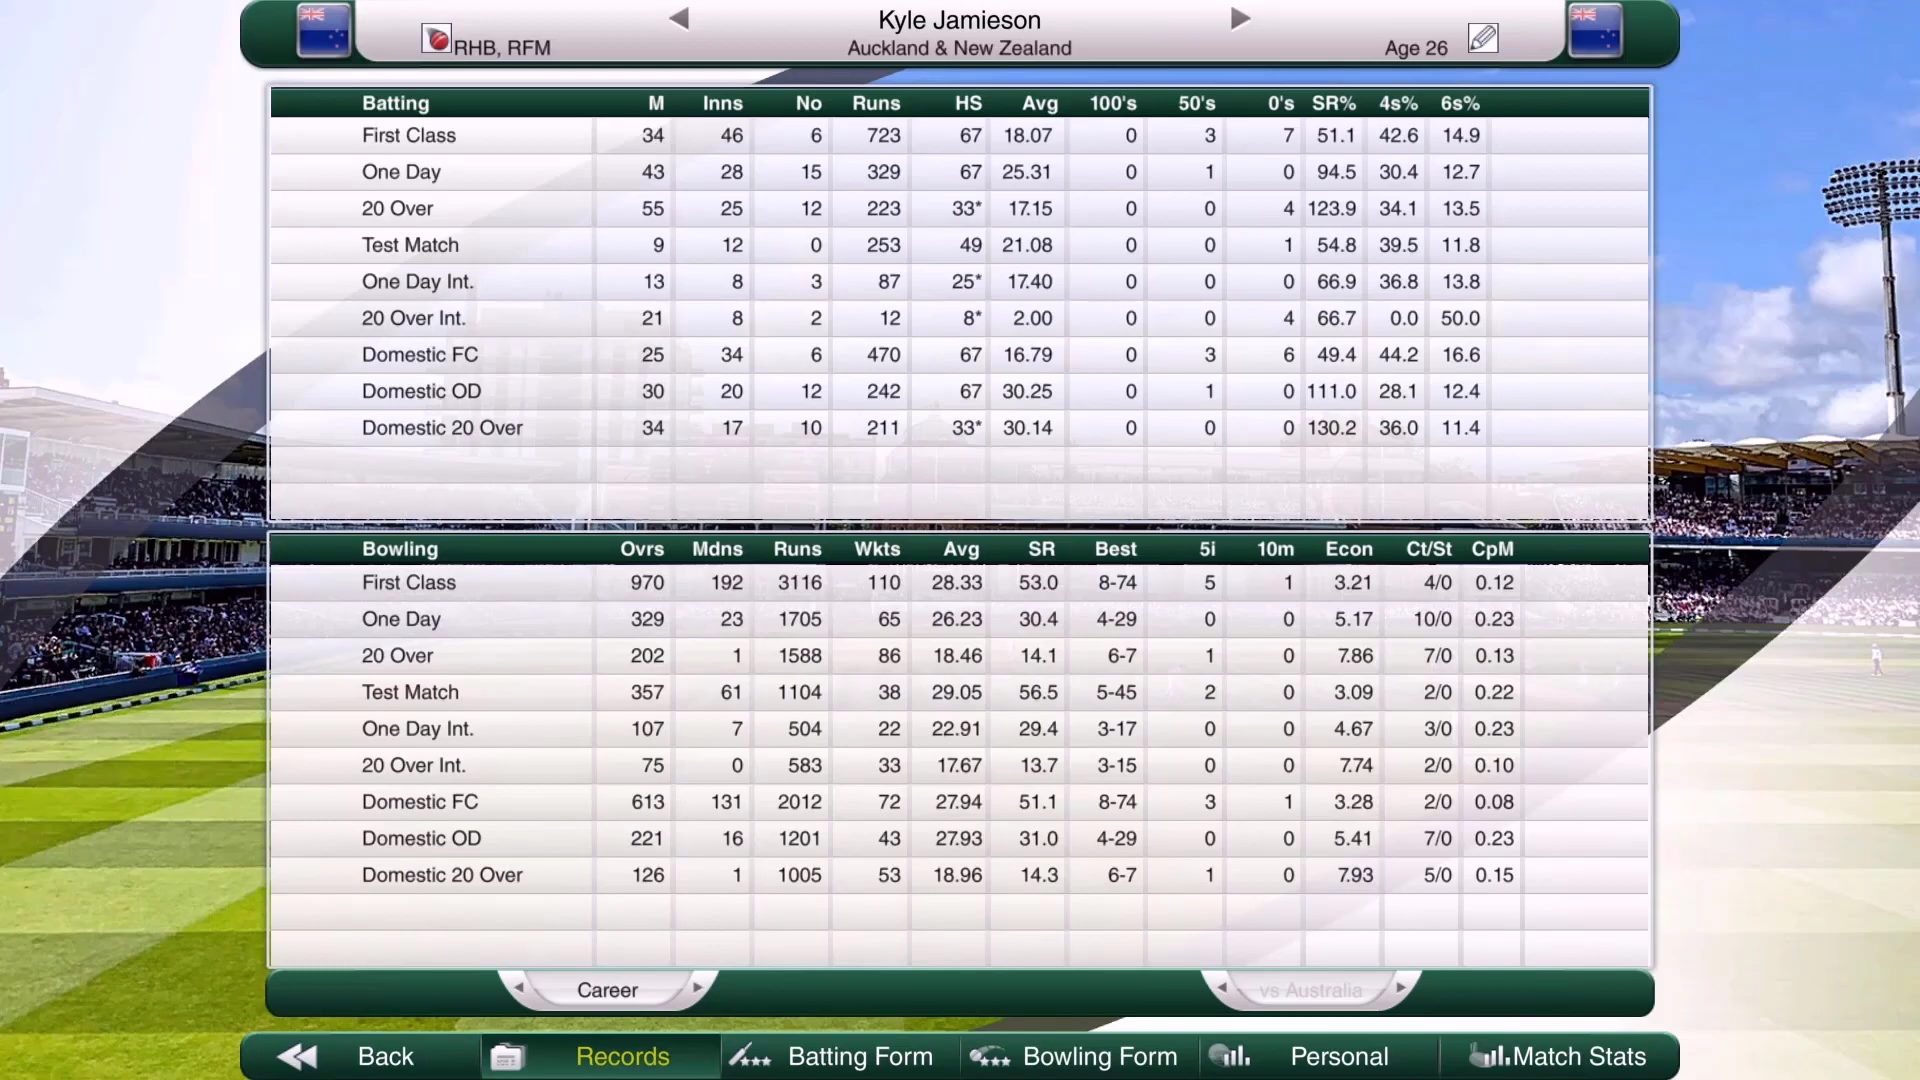 Kyle Jamieson
RHB, RFM Auckland & New Zealand Age 26
Batting M Inns No Runs HS Avg 100's 50's 0's SR% 4s% 6s%
First Class 34 46 6 723 67 18.07 0 3 7 51.1 42.6 14.9
One Day 43 28 15 329 67 25.31 0 1 0 94.5 30.4 12.7
20 Over 55 25 12 223 33* 17.15 0 0 4 123.9 34.1 13.5
Test Match 9 12 0 253 49 21.08 0 0 1 54.8 39.5 11.8
One Day Int. 13 8 3 87 25* 17.40 0 0 0 66.9 36.8 13.8
20 Over Int. 21 8 2 12 8* 2.00 0 0 4 66.7 0.0 50.0
Domestic FC 25 34 6 470 67 16.79 0 3 6 49.4 44.2 16.6
Domestic OD 30 20 12 242 67 30.25 0 1 0 111.0 28.1 12.4
Domestic 20 Over 34 17 10 211 33* 30.14 0 0 0 130.2 36.0 11.4
Bowling Ovrs Mdns Runs Wkts Avg SR Best 5i 10m Econ Ct/St CpM
First Class 970 192 3116 110 28.33 53.0 8-74 5 1 3.21 4/0 0.12
One Day 329 23 1705 65 26.23 30.4 4-29 0 0 5.17 10/0 0.23
20 Over 202 1 1588 86 18.46 14.1 6-7 1 0 7.86 7/0 0.13
Test Match 357 61 1104 38 29.05 56.5 5-45 2 0 3.09 2/0 0.22
One Day Int. 107 7 504 22 22.91 29.4 3-17 0 0 4.67 3/0 0.23
20 Over Int. 75 0 583 33 17.67 13.7 3-15 0 0 7.74 2/0 0.10
Domestic FC 613 131 2012 72 27.94 51.1 8-74 3 1 3.28 2/0 0.08
Domestic OD 221 16 1201 43 27.93 31.0 4-29 0 0 5.41 7/0 0.23
Domestic 20 Over 126 1 1005 53 18.96 14.3 6-7 1 0 7.93 5/0 0.15
Career vs Australia
Back Records Batting Form Bowling Form Personal Match Stats